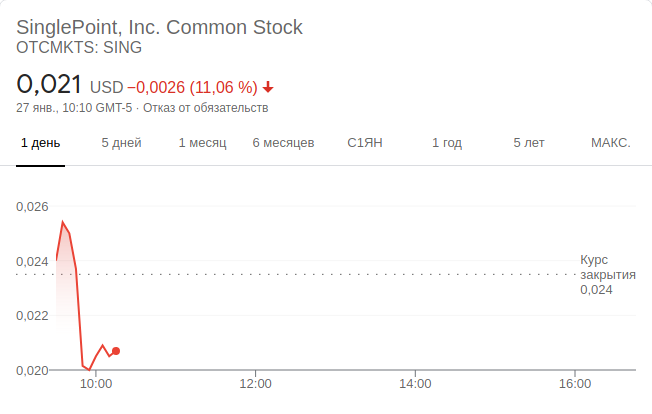 SinglePoint, Inc. Common Stock
OTCMKTS: SING
0,021 USD −0,0026 (11,06 %)
27 янв., 10:10 GMT-5 · Отказ от обязательств
1 день 5 дней 1 месяц 6 месяцев С1ЯН 1 год 5 лет МАКС.
0,026
0,024
0,022
0,020
Курс
закрытия
0,024
10:00 12:00 14:00 16:00